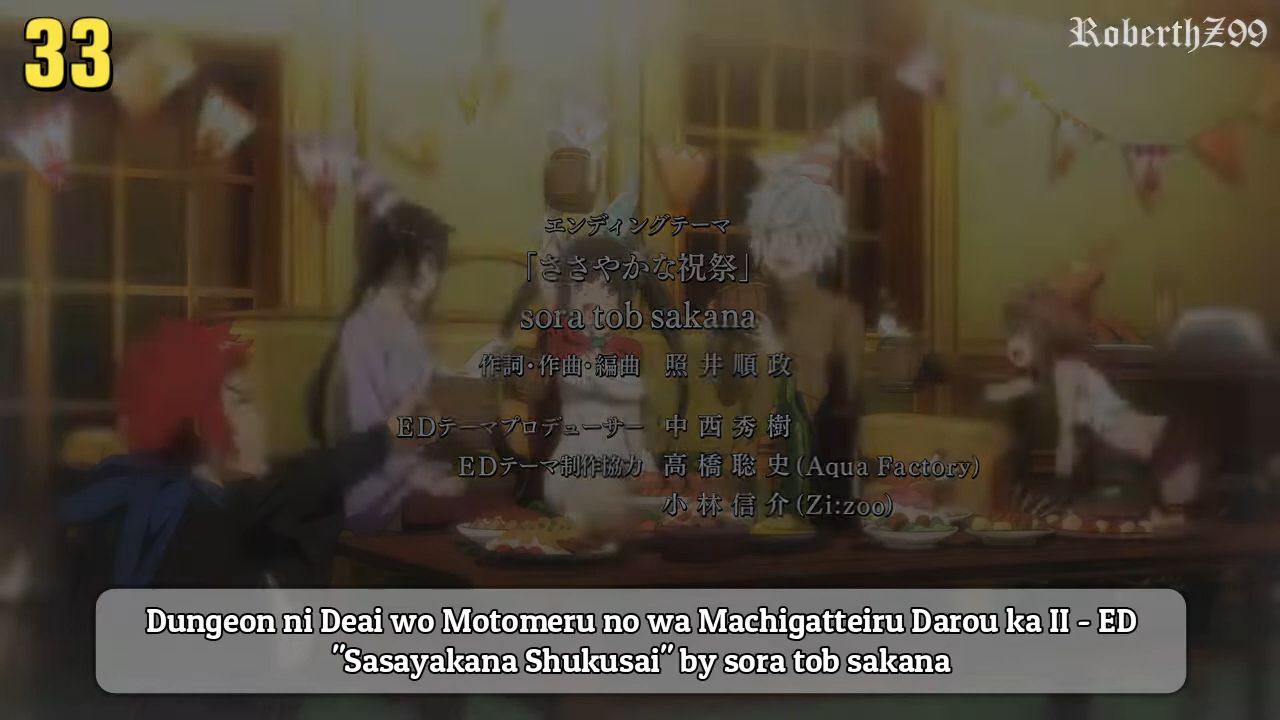 33
RoberthZ99
エンディングテーマ
「ささやかな祝祭」
sora tob sakana
作詞・作曲・編曲 照井順政
EDテーマプロデューサー 中西秀樹
EDテーマ制作協力 高橋聡史(Aqua Factory)
小林信介(Zi:zoo)
Dungeon ni Deai wo Motomeru no wa Machigatteiru Darou ka II - ED
"Sasayakana Shukusai" by sora tob sakana